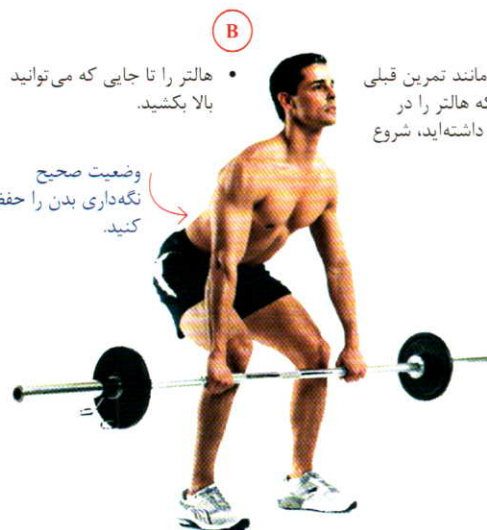 B
مانند تمرین قبلی
که هالتر را در
داشته‌اید، شروع
• هالتر را تا جایی که می‌توانید
بالا بکشید.
وضعیت صحیح
نگه‌داری بدن را حفظ
کنید.